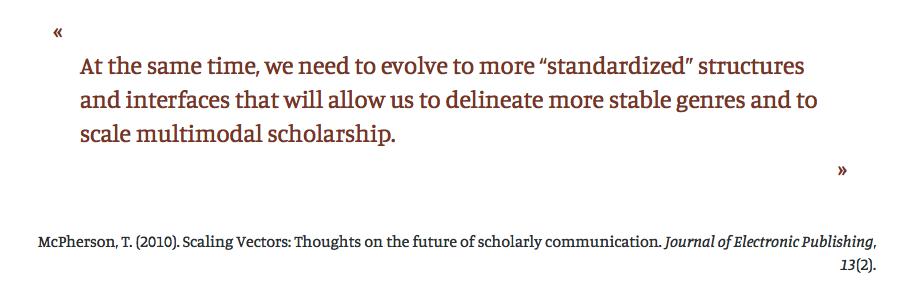 «
At the same time, we need to evolve to more “standardized” structures
and interfaces that will allow us to delineate more stable genres and to
scale multimodal scholarship.
»
McPherson, T. (2010). Scaling Vectors: Thoughts on the future of scholarly communication. Journal of Electronic Publishing,
13(2).